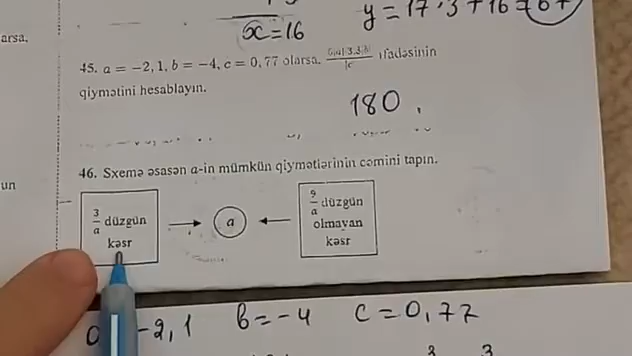 x = 16
y = 17·3 + 16 =
arsa,
45. a = −2,1, b = −4, c = 0,77 olarsa, ifadəsinin
qiymətini hesablayın.
180.
46. Sxemə əsasən a-in mümkün qiymətlərinin cəmini tapın.
un
3/a düzgün
kəsr
a
9/a düzgün
olmayan
kəsr
−2,1 b = −4 c = 0,77